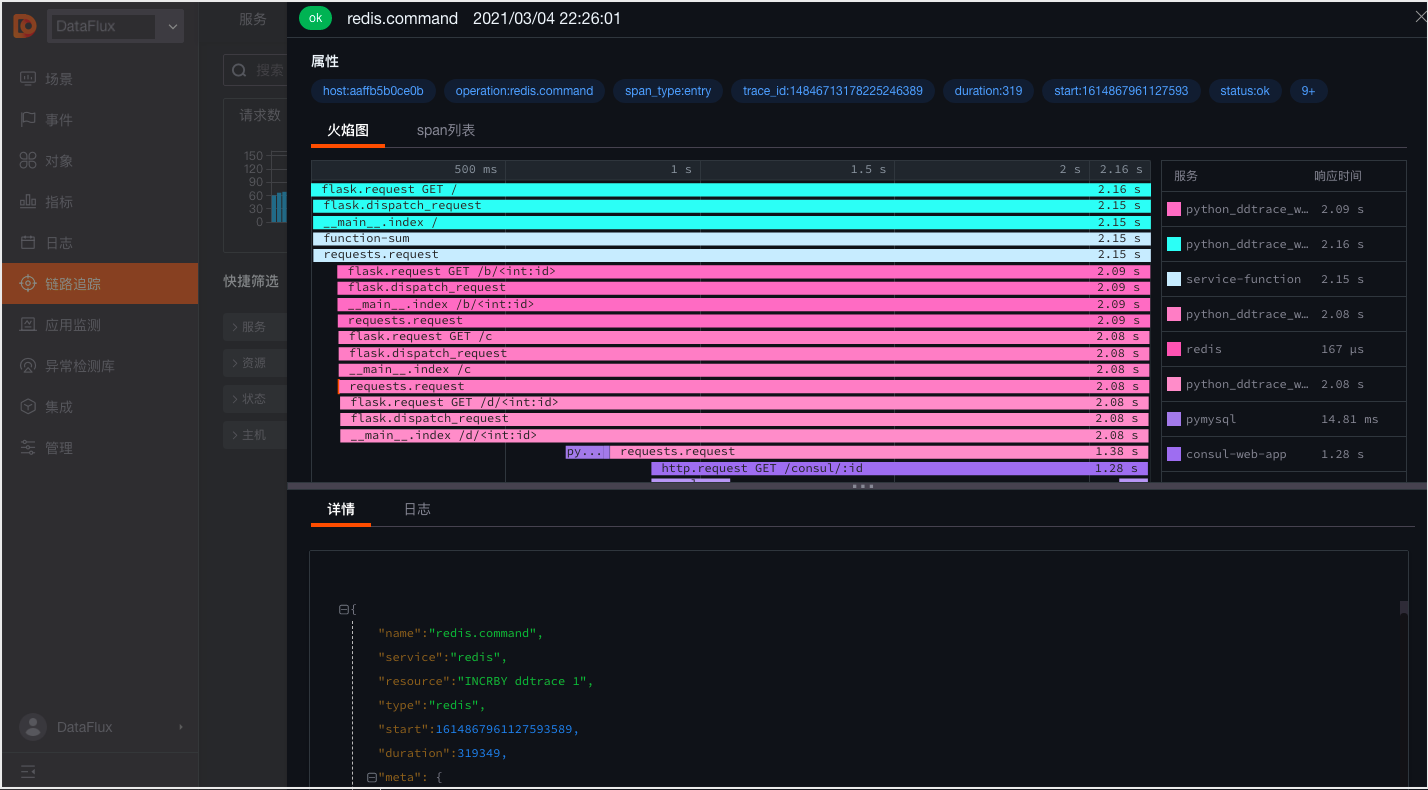 ok redis.command 2021/03/04 22:26:01
DataFlux
服务
场景
事件
对象
指标
日志
链路追踪
应用监测
异常检测库
集成
管理
DataFlux
搜索
请求数
150
120
90
60
30
0
快捷筛选
服务
资源
状态
主机
属性
host:aaffb5b0ce0b operation:redis.command span_type:entry trace_id:14846713178225246389 duration:319 start:1614867961127593 status:ok 9+
火焰图 span列表
500 ms 1 s 1.5 s 2 s 2.16 s
flask.request GET / 2.16 s
flask.dispatch_request 2.15 s
__main__.index / 2.15 s
function-sum 2.15 s
requests.request 2.15 s
flask.request GET /b/<int:id> 2.09 s
flask.dispatch_request 2.09 s
__main__.index /b/<int:id> 2.09 s
requests.request 2.09 s
flask.request GET /c 2.08 s
flask.dispatch_request 2.08 s
__main__.index /c 2.08 s
requests.request 2.08 s
flask.request GET /d/<int:id> 2.08 s
flask.dispatch_request 2.08 s
__main__.index /d/<int:id> 2.08 s
py... requests.request 1.38 s
http.request GET /consul/:id 1.28 s
服务 响应时间
python_ddtrace_w… 2.09 s
python_ddtrace_w… 2.16 s
service-function 2.15 s
python_ddtrace_w… 2.08 s
redis 167 µs
python_ddtrace_w… 2.08 s
pymysql 14.81 ms
consul-web-app 1.28 s
详情 日志
{
"name":"redis.command",
"service":"redis",
"resource":"INCRBY ddtrace 1",
"type":"redis",
"start":1614867961127593589,
"duration":319349,
"meta": {